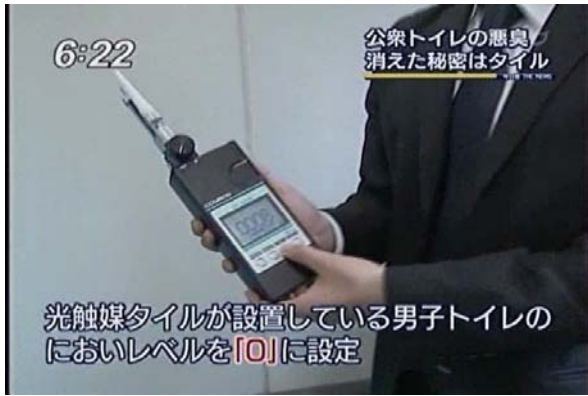 6:22
公衆トイレの悪臭
消えた秘密はタイル
光触媒タイルが設置している男子トイレの
においレベルを「0」に設定